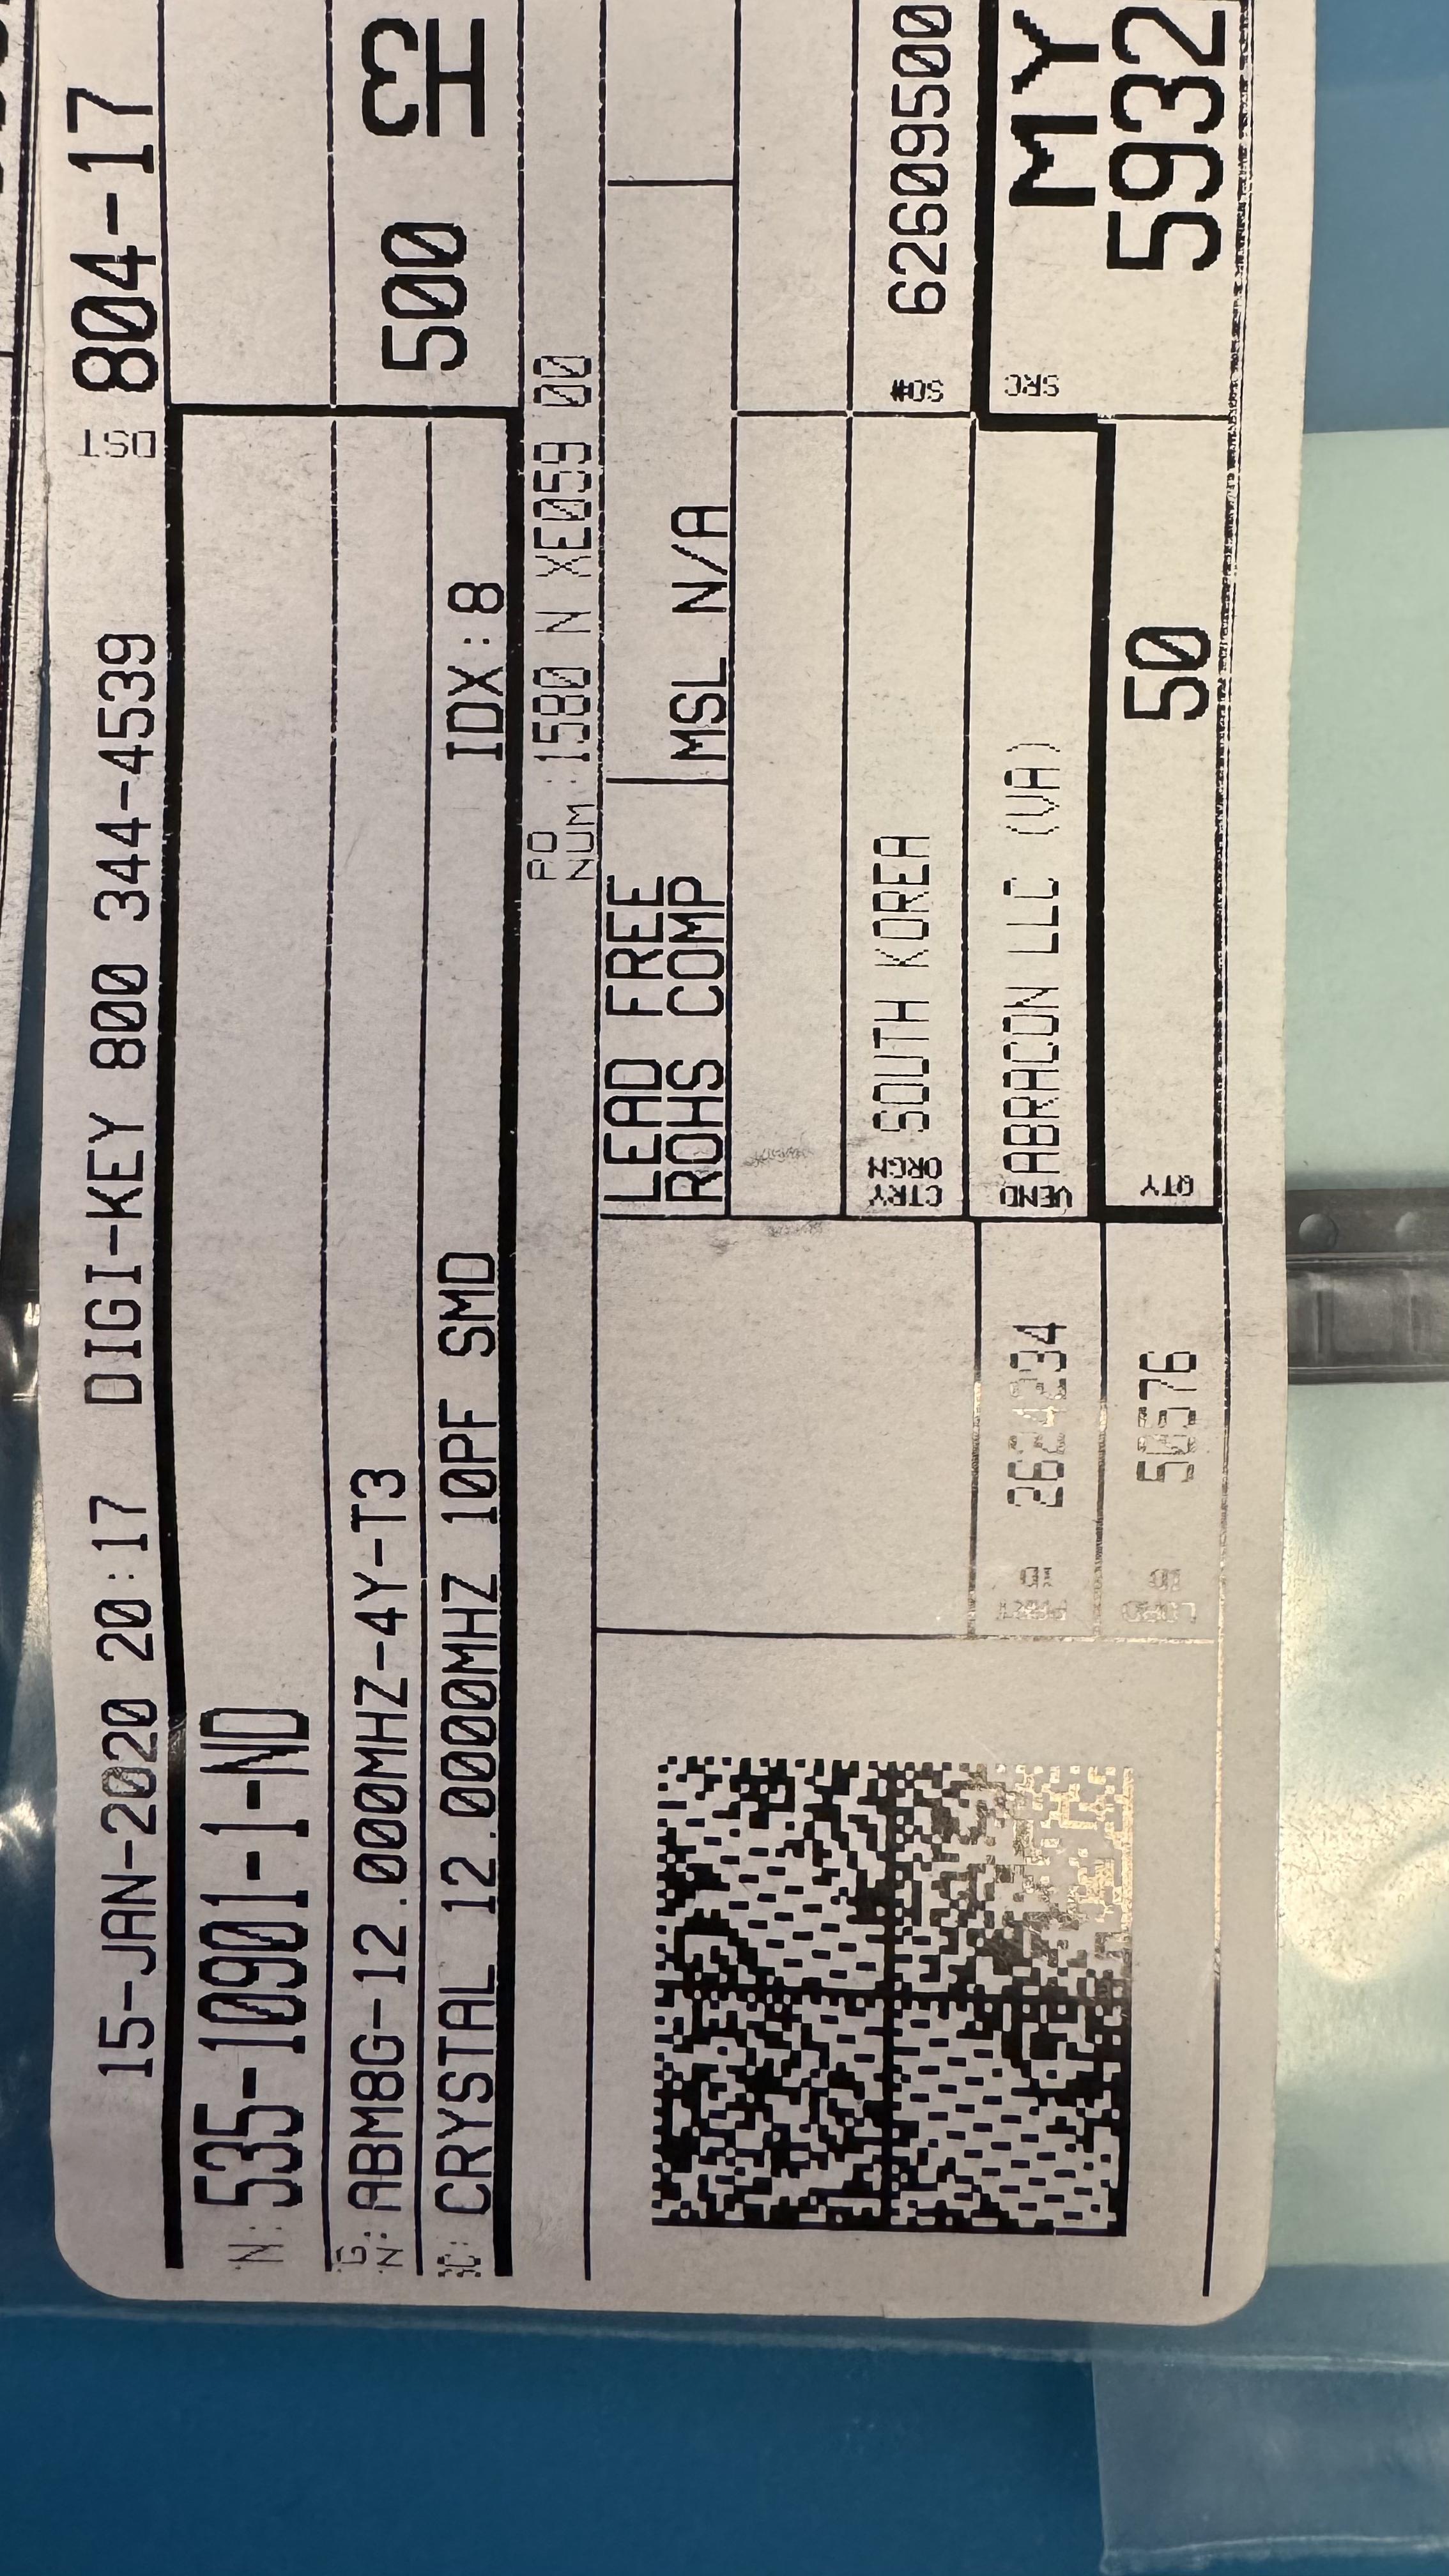 15-JAN-2020 20:17 DIGI-KEY 800 344-4539 DST 804-17
N: 535-10901-1-ND
G
N: ABM8G-12.000MHZ-4Y-T3
C: CRYSTAL 12.0000MHZ 10PF SMD IDX:8
500
PO
NUM :1580 N XE059 00
LEAD FREE
ROHS COMP
MSL N/A
CTRY
ORGN SOUTH KOREA
SO# 62609500
PART
ID 2624234
VEND ABRACON LLC (VA)
SRC MY
5932
LOAD
ID 50576
QTY 50